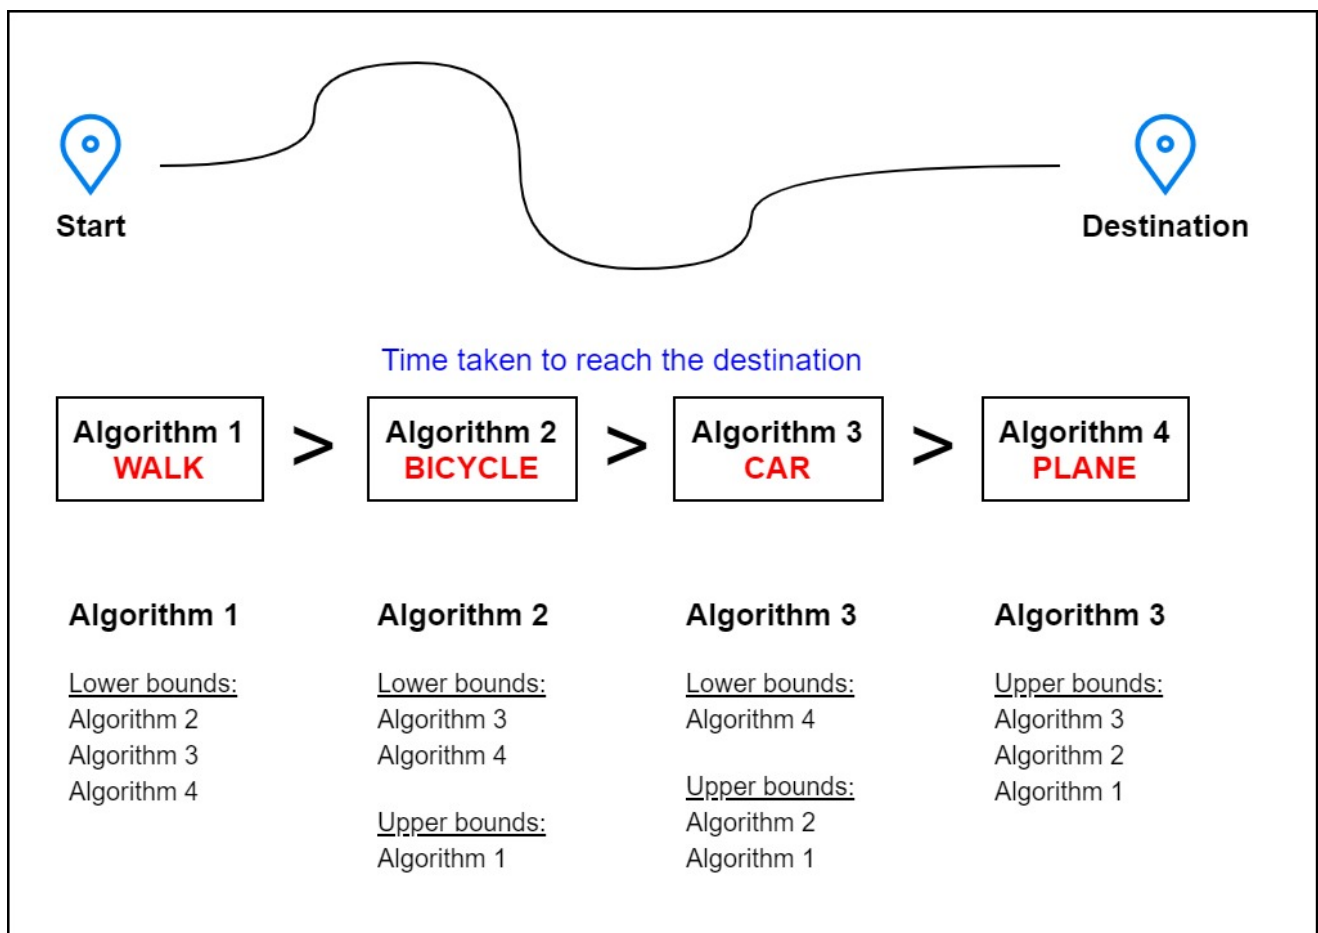 Start
Destination
Time taken to reach the destination
Algorithm 1
WALK
>
Algorithm 2
BICYCLE
>
Algorithm 3
CAR
>
Algorithm 4
PLANE
Algorithm 1
Lower bounds:
Algorithm 2
Algorithm 3
Algorithm 4
Algorithm 2
Lower bounds:
Algorithm 3
Algorithm 4
Upper bounds:
Algorithm 1
Algorithm 3
Lower bounds:
Algorithm 4
Upper bounds:
Algorithm 2
Algorithm 1
Algorithm 3
Upper bounds:
Algorithm 3
Algorithm 2
Algorithm 1